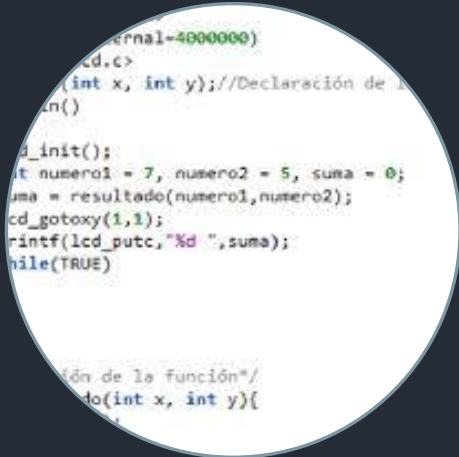 ernal=4000000)
cd.c>
(int x, int y);//Declaración de l
in()
d_init();
t numero1 = 7, numero2 = 5, suma = 0;
uma = resultado(numero1,numero2);
cd_gotoxy(1,1);
rintf(lcd_putc,"%d ",suma);
hile(TRUE)
ión de la función*/
do(int x, int y){